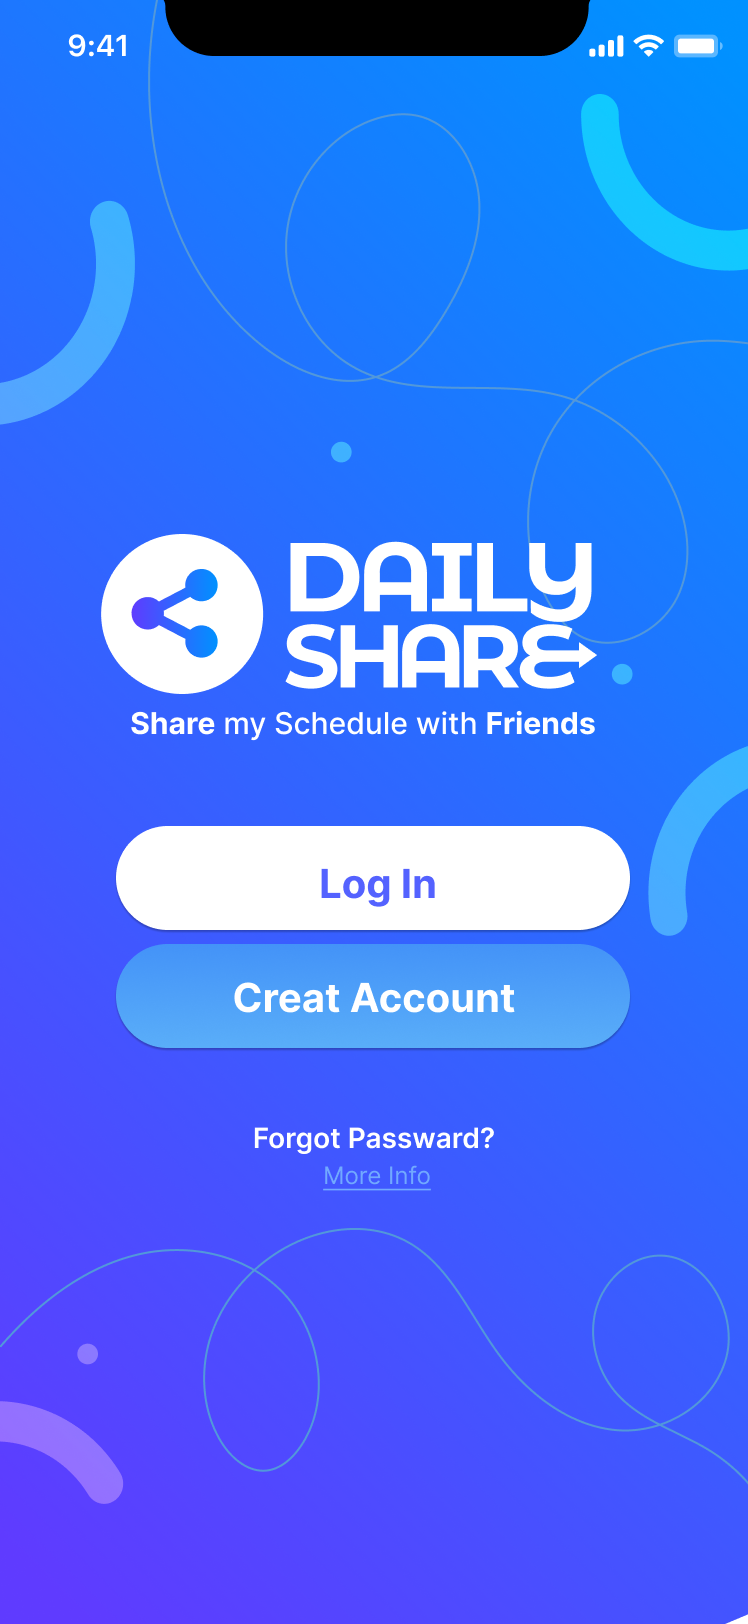 9:41
DAILY
SHARE
Share my Schedule with Friends
Log In
Creat Account
Forgot Passward?
More Info